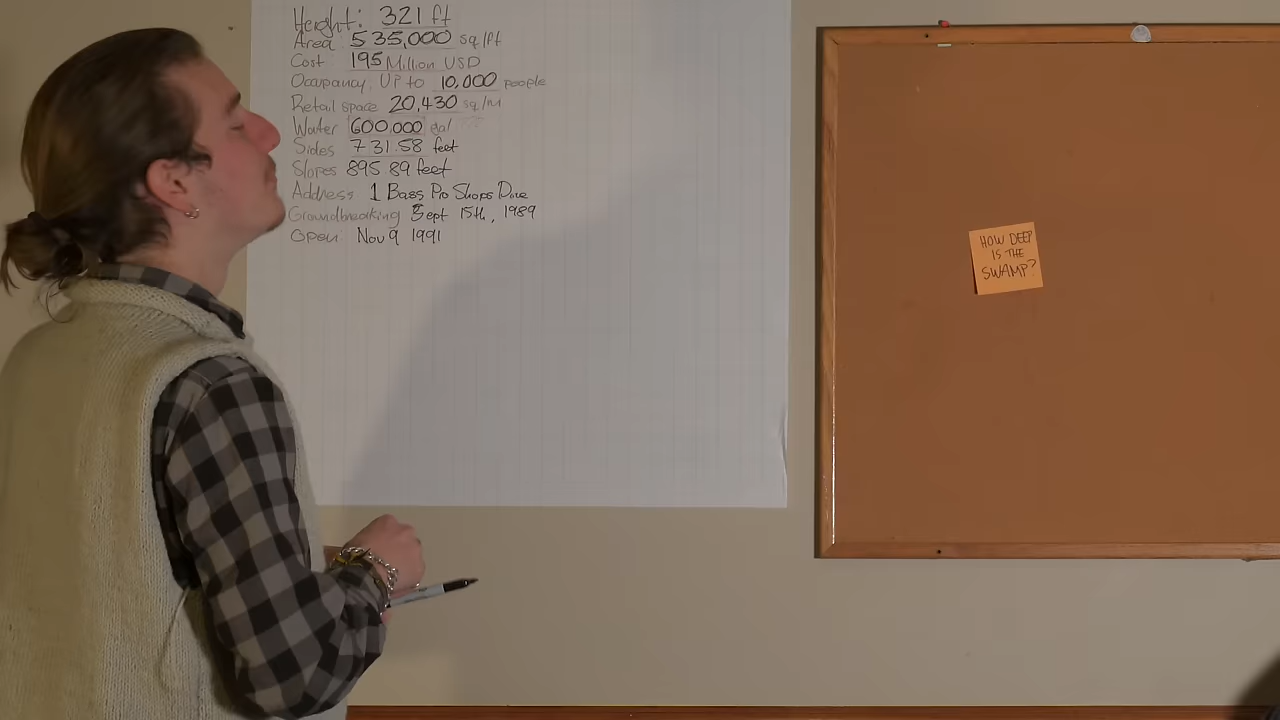 Height: 321 ft
Area: 535,000 sq/ft
Cost: 195 Million USD
Occupancy: UP to 10,000 people
Retail space 20,430 sq/M
Water 600,000 gal
Sides 731.58 feet
Slopes 895 89 feet
Address 1 Bass Pro Shops Drive
Groundbreaking Sept 15th, 1989
Open: Nov 9 1991
HOW DEEP
IS THE
SWAMP?